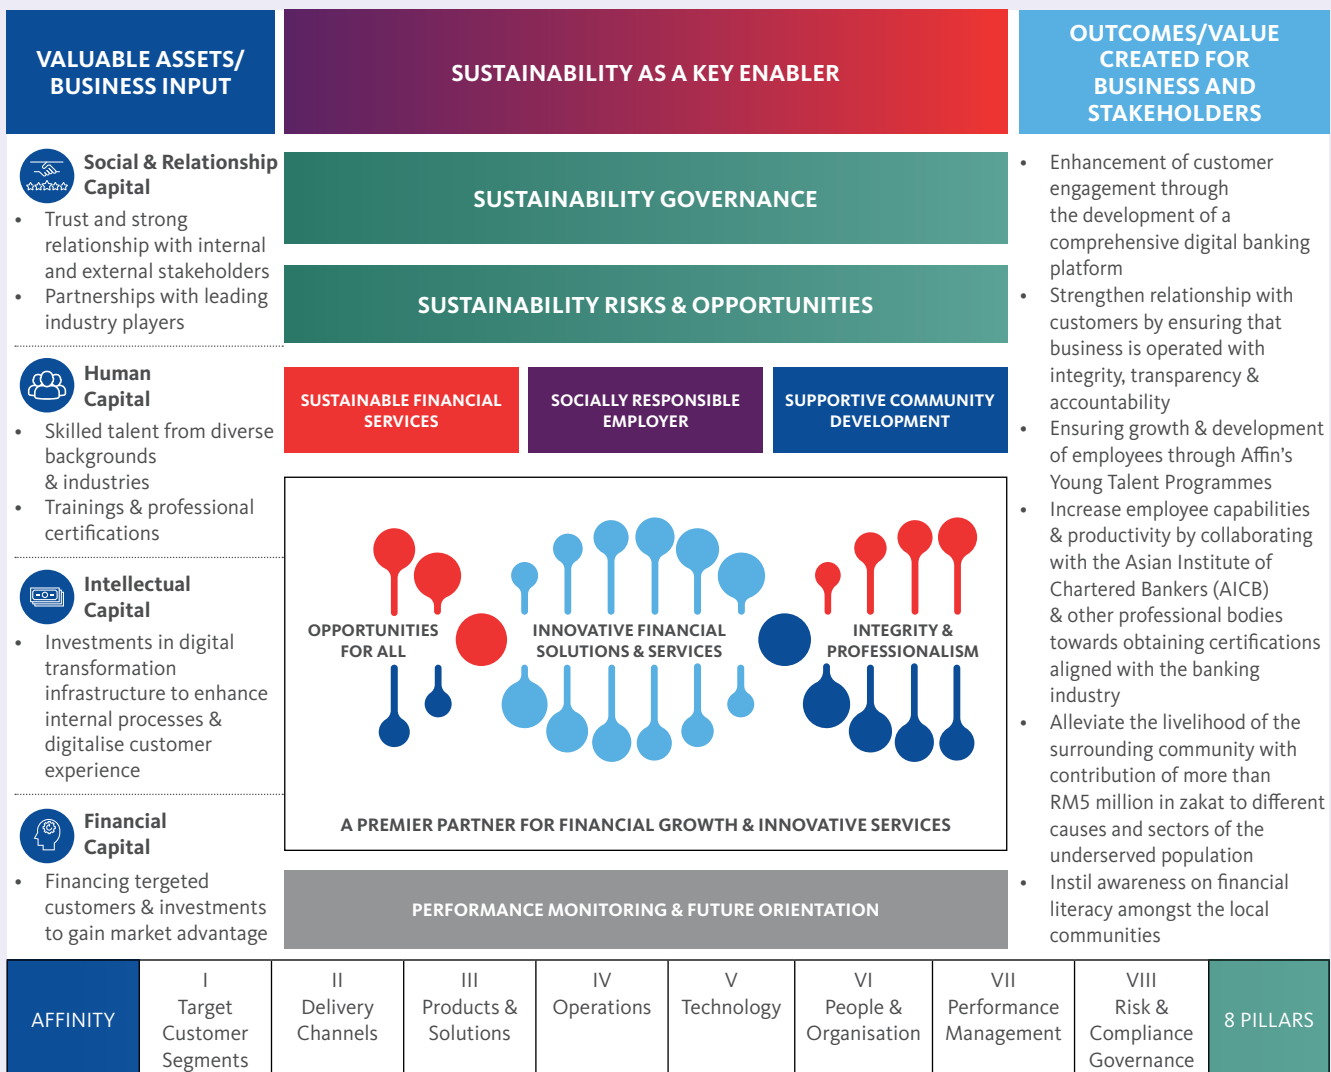 VALUABLE ASSETS/
BUSINESS INPUT
SUSTAINABILITY AS A KEY ENABLER
OUTCOMES/VALUE
CREATED FOR
BUSINESS AND
STAKEHOLDERS
Social & Relationship
Capital
• Trust and strong
relationship with internal
and external stakeholders
• Partnerships with leading
industry players
Human
Capital
• Skilled talent from diverse
backgrounds
& industries
• Trainings & professional
certifications
Intellectual
Capital
• Investments in digital
transformation
infrastructure to enhance
internal processes &
digitalise customer
experience
Financial
Capital
• Financing tergeted
customers & investments
to gain market advantage
SUSTAINABILITY GOVERNANCE
SUSTAINABILITY RISKS & OPPORTUNITIES
SUSTAINABLE FINANCIAL
SERVICES
SOCIALLY RESPONSIBLE
EMPLOYER
SUPPORTIVE COMMUNITY
DEVELOPMENT
OPPORTUNITIES
FOR ALL
INNOVATIVE FINANCIAL
SOLUTIONS & SERVICES
INTEGRITY &
PROFESSIONALISM
A PREMIER PARTNER FOR FINANCIAL GROWTH & INNOVATIVE SERVICES
PERFORMANCE MONITORING & FUTURE ORIENTATION
• Enhancement of customer
engagement through
the development of a
comprehensive digital banking
platform
• Strengthen relationship with
customers by ensuring that
business is operated with
integrity, transparency &
accountability
• Ensuring growth & development
of employees through Affin's
Young Talent Programmes
• Increase employee capabilities
& productivity by collaborating
with the Asian Institute of
Chartered Bankers (AICB)
& other professional bodies
towards obtaining certifications
aligned with the banking
industry
• Alleviate the livelihood of the
surrounding community with
contribution of more than
RM5 million in zakat to different
causes and sectors of the
underserved population
• Instil awareness on financial
literacy amongst the local
communities
AFFINITY
I
Target
Customer
Segments
II
Delivery
Channels
III
Products &
Solutions
IV
Operations
V
Technology
VI
People &
Organisation
VII
Performance
Management
VIII
Risk &
Compliance
Governance
8 PILLARS